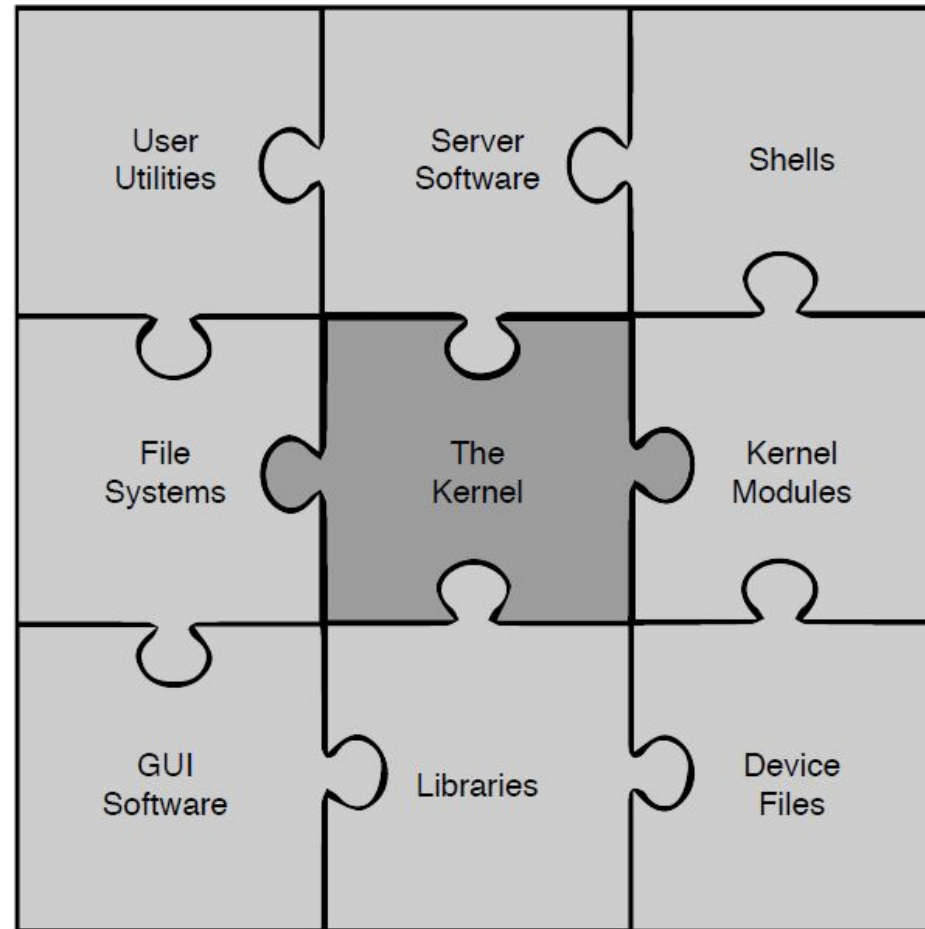 User
Utilities
Server
Software
Shells
File
Systems
The
Kernel
Kernel
Modules
GUI
Software
Libraries
Device
Files